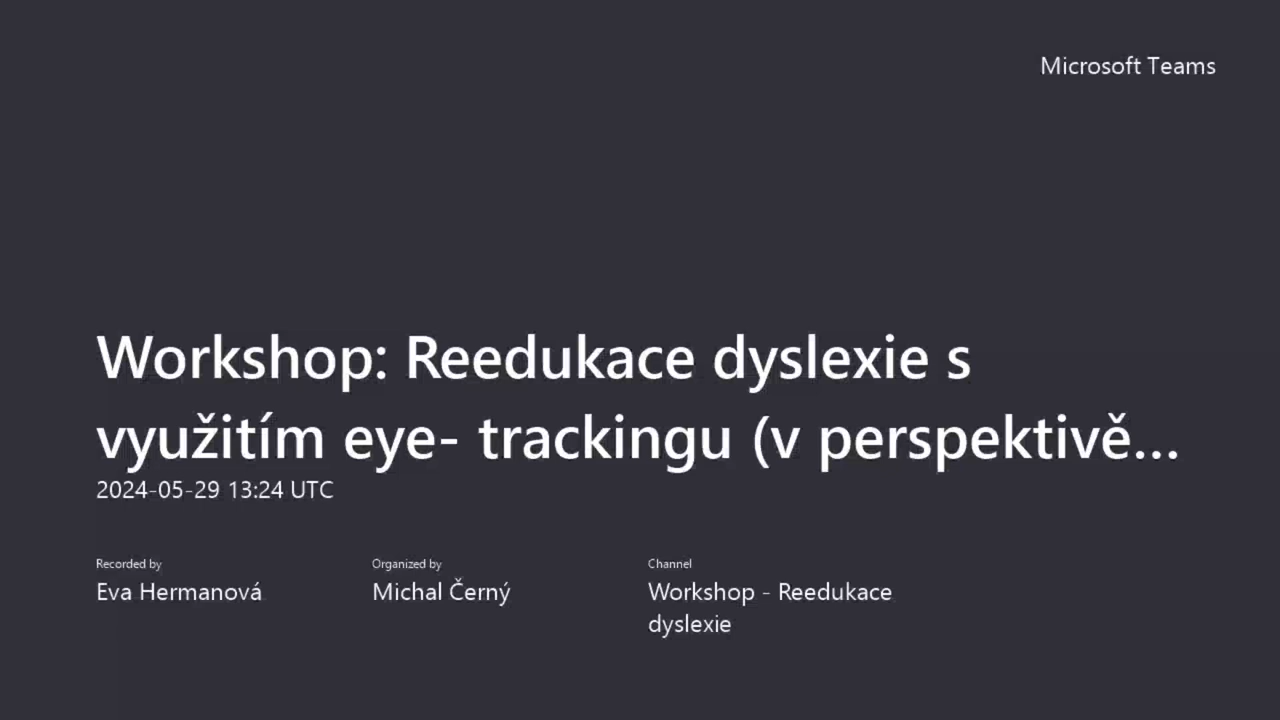 Microsoft Teams
Workshop: Reedukace dyslexie s
využitím eye- trackingu (v perspektivě...
2024-05-29 13:24 UTC
Recorded by
Eva Hermanová
Organized by
Michal Černý
Channel
Workshop - Reedukace
dyslexie